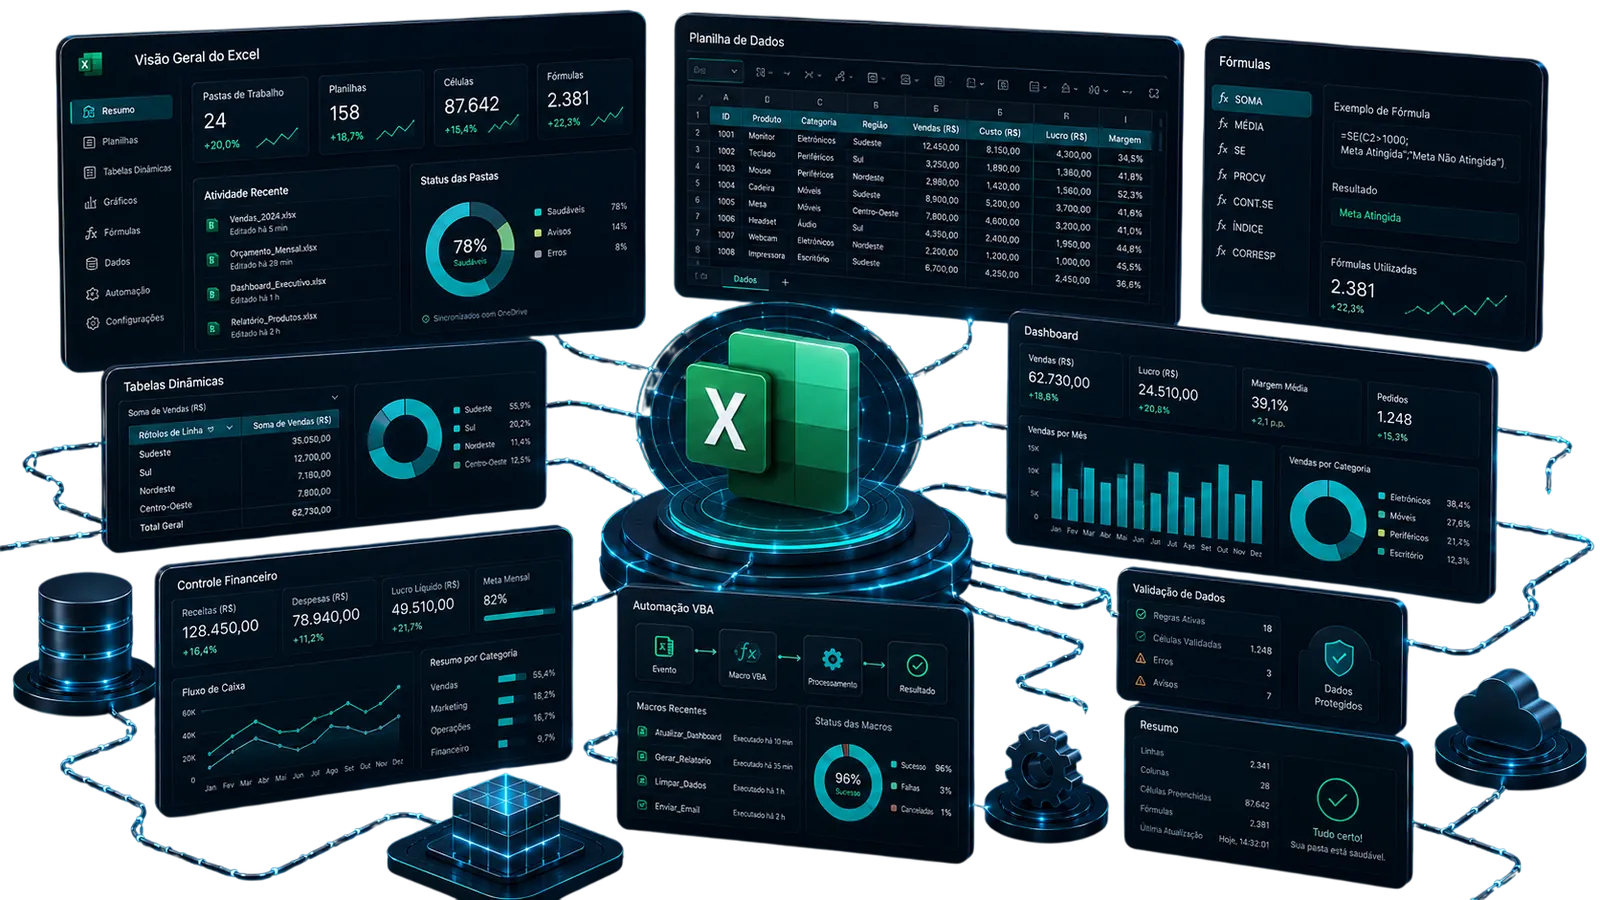 Visão Geral do Excel
Resumo
Planilhas
Tabelas Dinâmicas
Gráficos
Fórmulas
Dados
Automação
Configurações
Pastas de Trabalho
24
+20,0%
Planilhas
158
+18,7%
Células
87.642
+15,4%
Fórmulas
2.381
+22,3%
Atividade Recente
Vendas_2024.xlsx
Editado há 5 min
Orçamento_Mensal.xlsx
Editado há 28 min
Dashboard_Executivo.xlsx
Editado há 1 h
Relatório_Produtos.xlsx
Editado há 2 h
Status das Pastas
78%
Saudáveis
Saudáveis 78%
Avisos 14%
Erros 8%
Sincronizados com OneDrive
Planilha de Dados
ID Produto Categoria Região Vendas (R$) Custo (R$) Lucro (R$) Margem
1001 Monitor Eletrónicos Sudeste 12.450,00 8.150,00 4,300,00 34,5%
1002 Teclado Periféricos Sul 3,250,00 1,890,00 1,360,00 41,8%
1003 Mouse Periféricos Nordeste 2,980,00 1,420,00 1,560,00 52,3%
1004 Cadeira Móveis Sudeste 8,900,00 5,200,00 3,700,00 41,6%
1005 Mesa Móveis Centro-Oeste 7,800,00 4,600,00 3,200,00 41,0%
1006 Headset Áudio Sul 4,350,00 2,400,00 1,950,00 44,8%
1007 Webcam Eletrónicos Nordeste 2,200,00 1,200,00 1,000,00 45,5%
1008 Impressora Escritório Sudeste 6,700,00 4,250,00 2,450,00 36,6%
Dados +
Fórmulas
fx SOMA
fx MÉDIA
fx SE
fx PROCV
fx CONT.SE
fx ÍNDICE
fx CORRESP
Exemplo de Fórmula
=SE(C2>1000;
Meta Atingida";"Meta Não Atingida")
Resultado
Meta Atingida
Fórmulas Utilizadas
2.381
+22,3%
Tabelas Dinâmicas
Soma de Vendas (R$)
Rótolos de Linha Soma de Vendas (R$)
Sudeste 35,050,00
Sul 12,700,00
Nordeste 7,180,00
Centro-Oeste 7,800,00
Total Geral 62,730,00
Sudeste 55,9%
Sul 20,2%
Nordeste 11,4%
Centro-Oeste 12,5%
X
Dashboard
Vendas (R$)
62.730,00
+18,6%
Lucro (R$)
24.510,00
+20,8%
Margem Média
39,1%
+2,1 p.p.
Pedidos
1.248
+15,3%
Vendas por Mês
15K
10K
5K
0
Jan Fev Mar Abr Mai Jun Jul Ago Set Out Nov Dez
Vendas por Categoria
Eletrónicos 38,4%
Móveis 27,6%
Periféricos
Escritório 12,3%
Controle Financeiro
Receitas (R$)
128.450,00
+16,4%
Despesas (R$)
78.940,00
+11,2%
Lucro Líquido (R$)
49.510,00
+21,7%
Meta Mensal
82%
Fluxo de Caixa
60K
40K
20K
0
Jan Fev Mar Abr Mai Jun Jul Ago Set Out Nov Dez
Resumo por Categoria
Vendas 55,4%
Marketing 18,2%
Operações 16,7%
Financeiro 9,7%
Automação VBA
Evento
fx
Macro VBA
Processamento
Resultado
Macros Recentes
Atualizar_Dashboard Executado há 10 min
Gerar_Relatorio Executado há 35 min
Limpar_Dados Executado há 1 h
Enviar_Email Executado há 2 h
Status das Macros
96%
Sucesso
Sucesso 96%
Falhas 3%
Canceladas 1%
Validação de Dados
Regras Ativas 18
Células Validadas 1.248
Erros 3
Avisos 7
Dados
Protegidos
Resumo
Linhas 2.341
Colunas 28
Células Preenchidas 87.642
Fórmulas 2.381
Última Atualização Hoje, 14:32:01
Tudo certo!
Sua pasta está saudável.